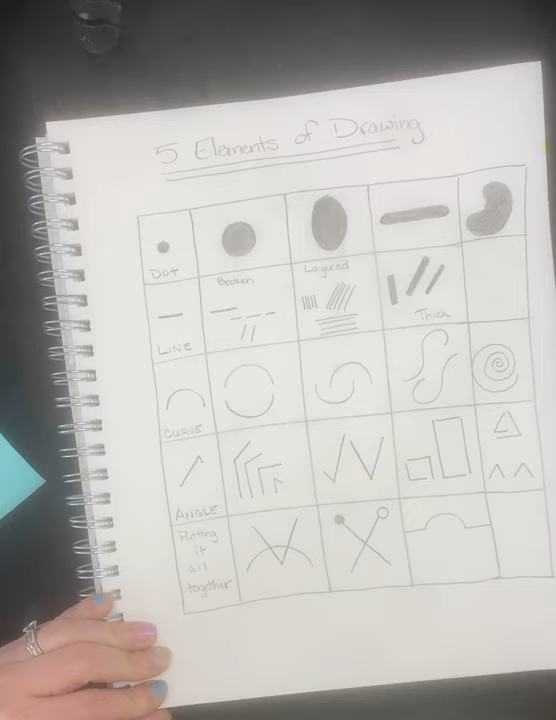 5 Elements of Drawing
DOT
Broken
Layered
Thick
LINE
CURVE
ANGLE
Putting
it
all
together